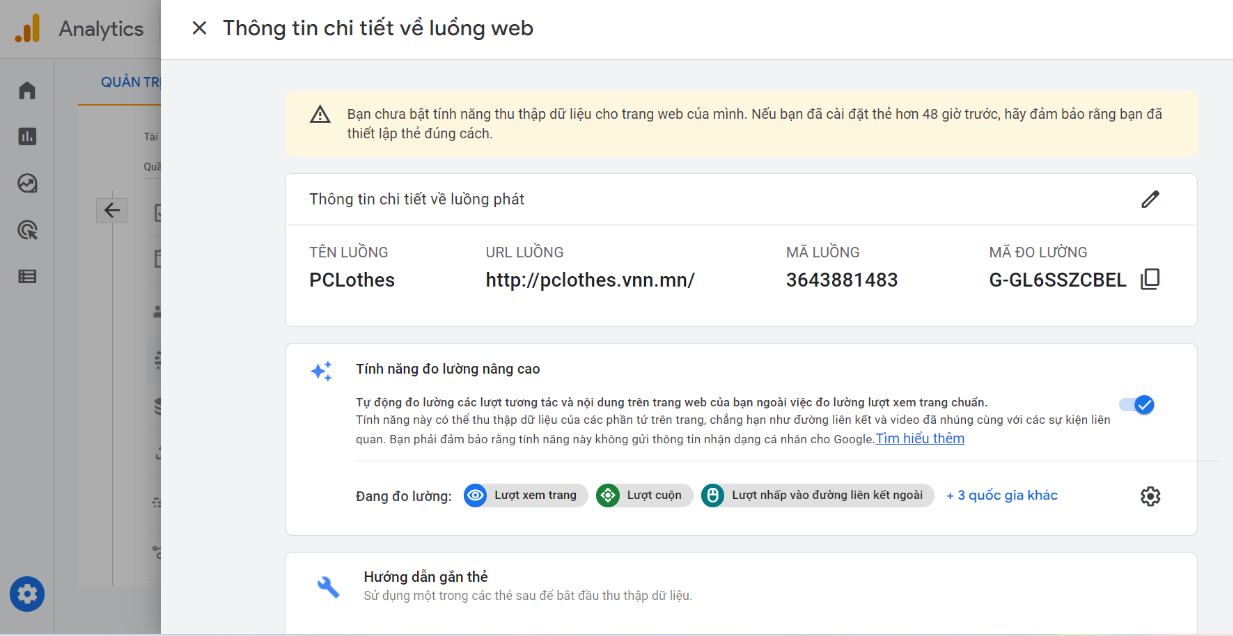 Analytics
Thông tin chi tiết về luồng web
QUẢN TRỊ
Tài
Bạn chưa bật tính năng thu thập dữ liệu cho trang web của mình. Nếu bạn đã cài đặt thẻ hơn 48 giờ trước, hãy đảm bảo rằng bạn đã
thiết lập thẻ đúng cách.
Thông tin chi tiết về luồng phát
TÊN LUỒNG
URL LUỒNG
MÃ LUỒNG
MÃ ĐO LƯỜNG
PCLothes
http://pclothes.vnn.mn/
3643881483
G-GL6SSZCBEL
Tính năng đo lường nâng cao
Tự động đo lường các lượt tương tác và nội dung trên trang web của bạn ngoài việc đo lường lượt xem trang chuẩn.
Tính năng này có thể thu thập dữ liệu của các phần tử trên trang, chẳng hạn như đường liên kết và video đã nhúng cùng với các sự kiện liên
quan. Bạn phải đảm bảo rằng tính năng này không gửi thông tin nhận dạng cá nhân cho Google.Tìm hiểu thêm
Đang đo lường:
Lượt xem trang
Lượt cuộn
Lượt nhấp vào đường liên kết ngoài
+ 3 quốc gia khác
Hướng dẫn gắn thẻ
Sử dụng một trong các thẻ sau để bắt đầu thu thập dữ liệu.